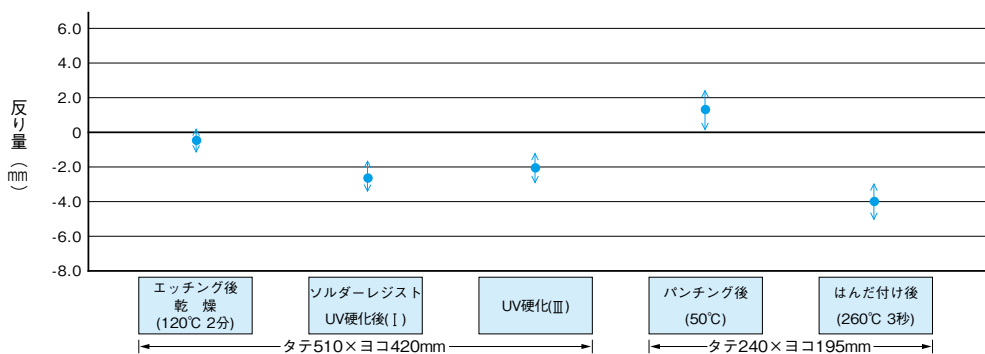 反り量（㎜）
6.0
4.0
2.0
0
-2.0
-4.0
-6.0
-8.0
エッチング後
乾 燥
(120℃ 2分)
ソルダーレジスト
UV硬化後(Ⅰ)
UV硬化(Ⅲ)
パンチング後
(50℃)
はんだ付け後
(260℃ 3秒)
タテ510×ヨコ420mm
タテ240×ヨコ195mm